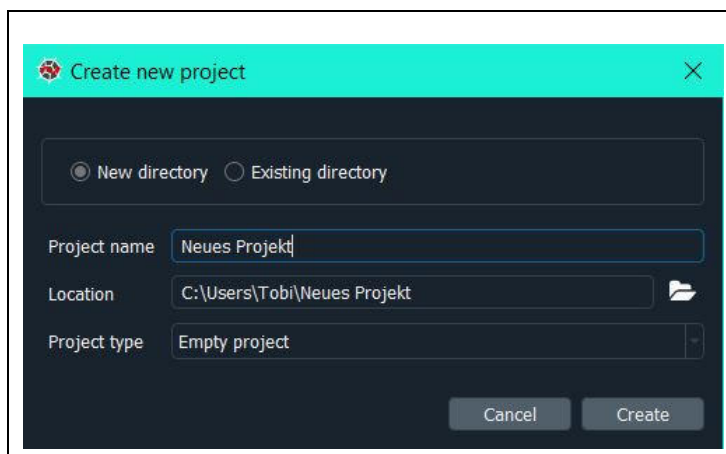 Create new project
New directory Existing directory
Project name Neues Projekt
Location C:\Users\Tobi\Neues Projekt
Project type Empty project
Cancel Create